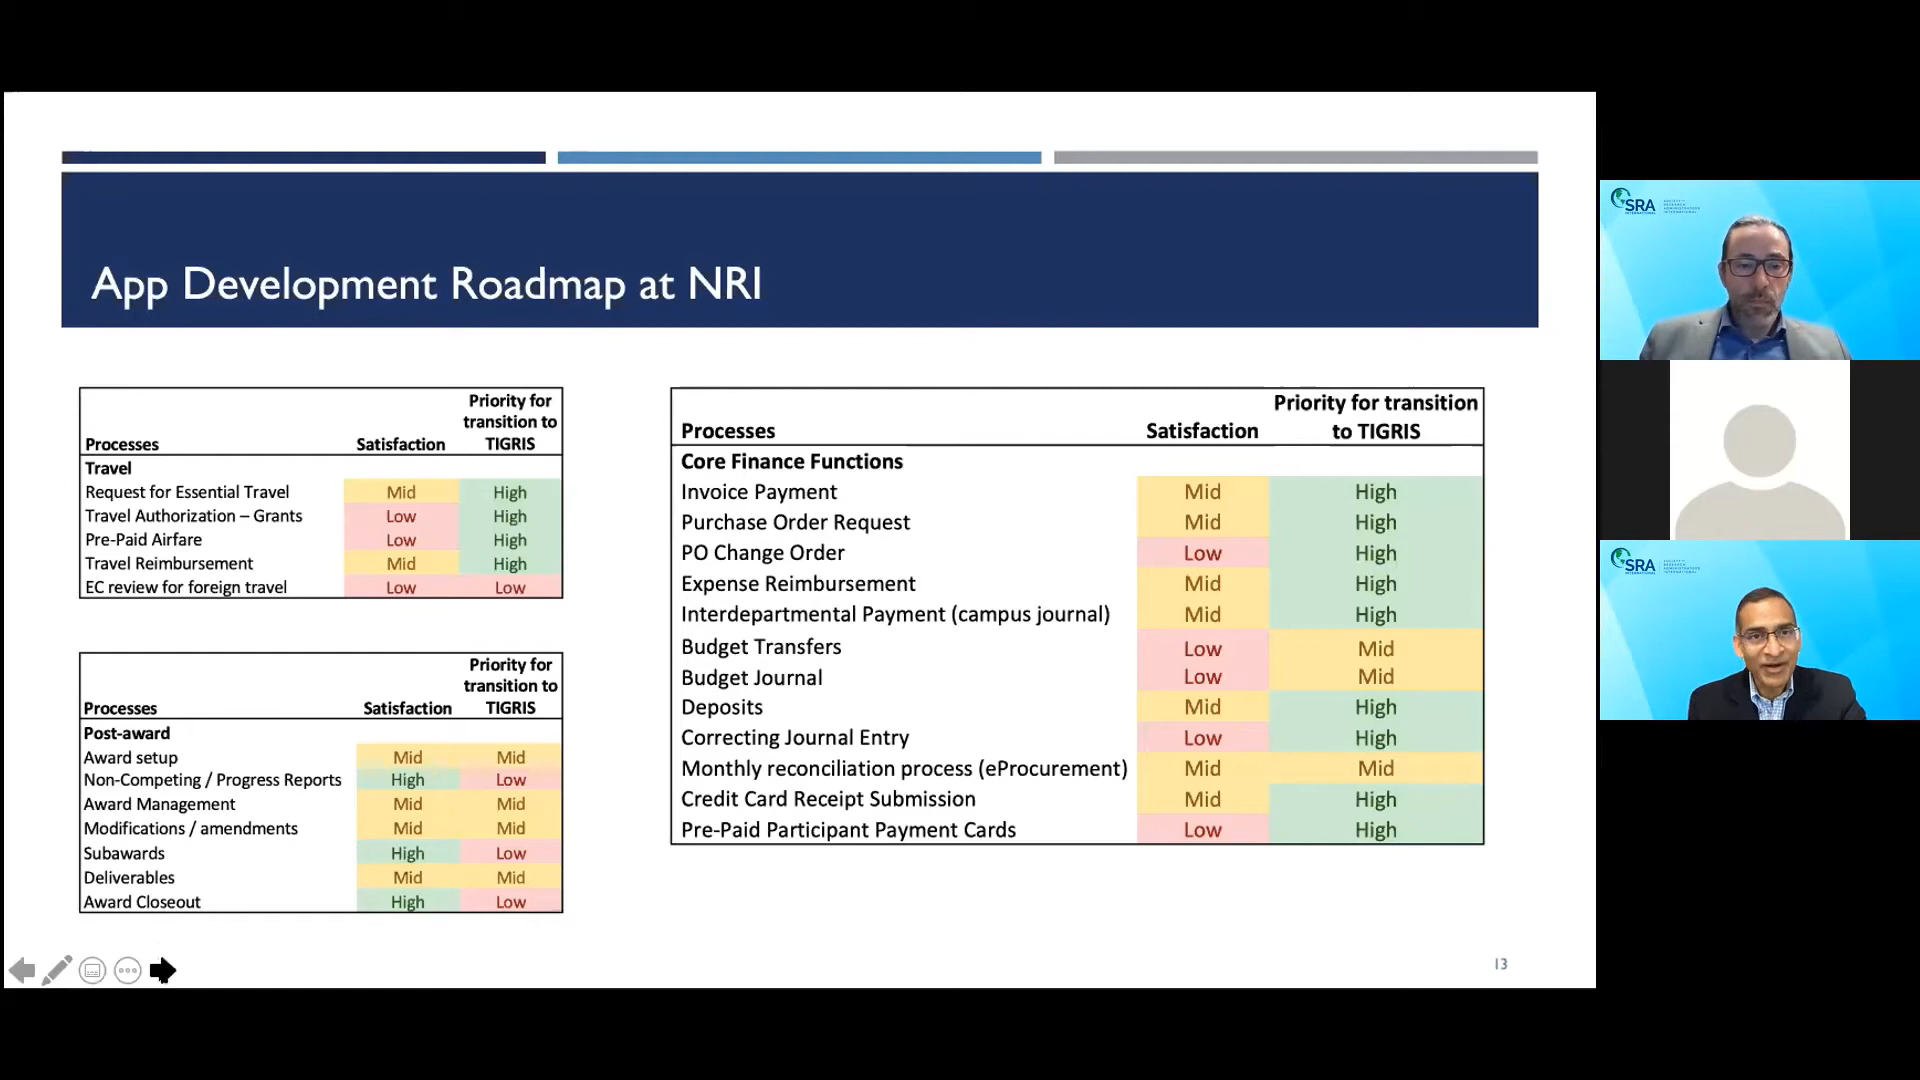 App Development Roadmap at NRI
Processes Satisfaction Priority for transition to TIGRIS
Travel
Request for Essential Travel Mid High
Travel Authorization – Grants Low High
Pre-Paid Airfare Low High
Travel Reimbursement Mid High
EC review for foreign travel Low Low
Processes Satisfaction Priority for transition to TIGRIS
Post-award
Award setup Mid Mid
Non-Competing / Progress Reports High Low
Award Management Mid Mid
Modifications / amendments Mid Mid
Subawards High Low
Deliverables Mid Mid
Award Closeout High Low
Processes Satisfaction Priority for transition to TIGRIS
Core Finance Functions
Invoice Payment Mid High
Purchase Order Request Mid High
PO Change Order Low High
Expense Reimbursement Mid High
Interdepartmental Payment (campus journal) Mid High
Budget Transfers Low Mid
Budget Journal Low Mid
Deposits Mid High
Correcting Journal Entry Low High
Monthly reconciliation process (eProcurement) Mid Mid
Credit Card Receipt Submission Mid High
Pre-Paid Participant Payment Cards Low High
13
SRA
INTERNATIONAL
SRA
INTERNATIONAL